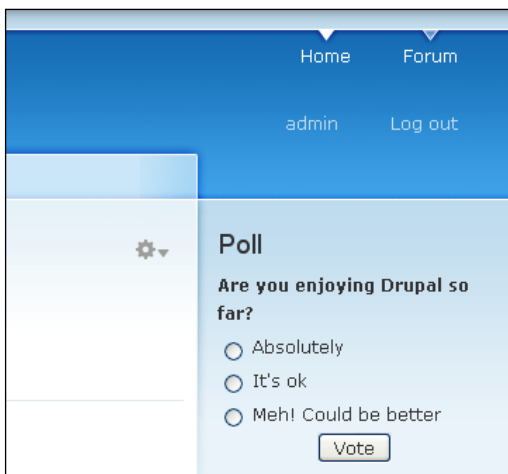 Home Forum
admin Log out
Poll
Are you enjoying Drupal so
far?
Absolutely
It's ok
Meh! Could be better
Vote